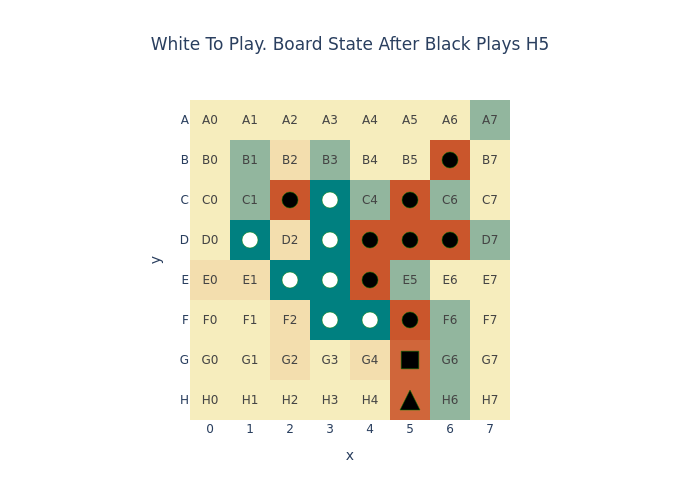 White To Play. Board State After Black Plays H5
A A0 A1 A2 A3 A4 A5 A6 A7
B B0 B1 B2 B3 B4 B5 B7
C C0 C1 C4 C6 C7
D D0 D2 D7
y
E E0 E1 E5 E6 E7
F F0 F1 F2 F6 F7
G G0 G1 G2 G3 G4 G6 G7
H H0 H1 H2 H3 H4 H6 H7
0 1 2 3 4 5 6 7
x